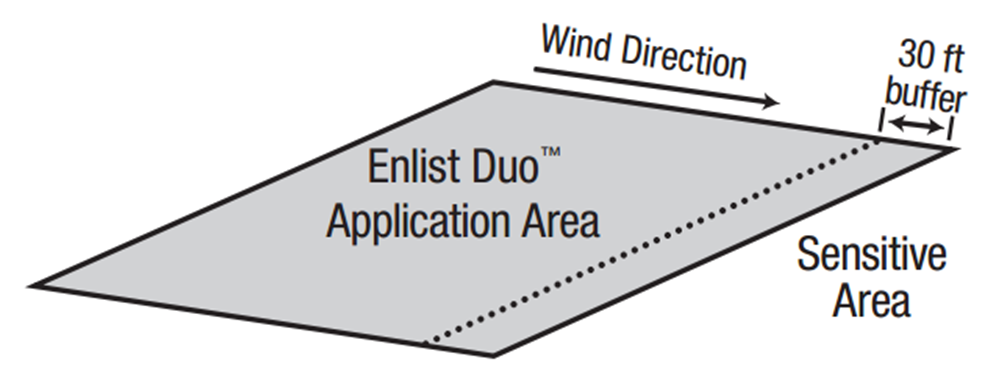 Wind Direction
30 ft
buffer
Enlist Duo™
Application Area
Sensitive
Area